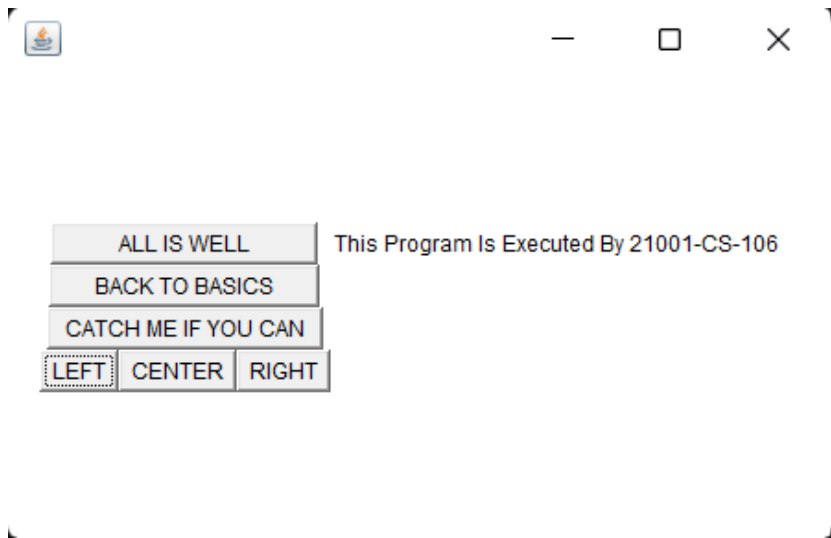 ALL IS WELL This Program Is Executed By 21001-CS-106
BACK TO BASICS
CATCH ME IF YOU CAN
LEFT CENTER RIGHT